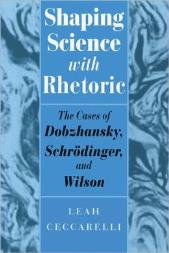 Shaping
Science
with
Rhetoric
The Cases of
Dobzhansky,
Schrödinger,
and
Wilson
LEAH
CECCARELLI